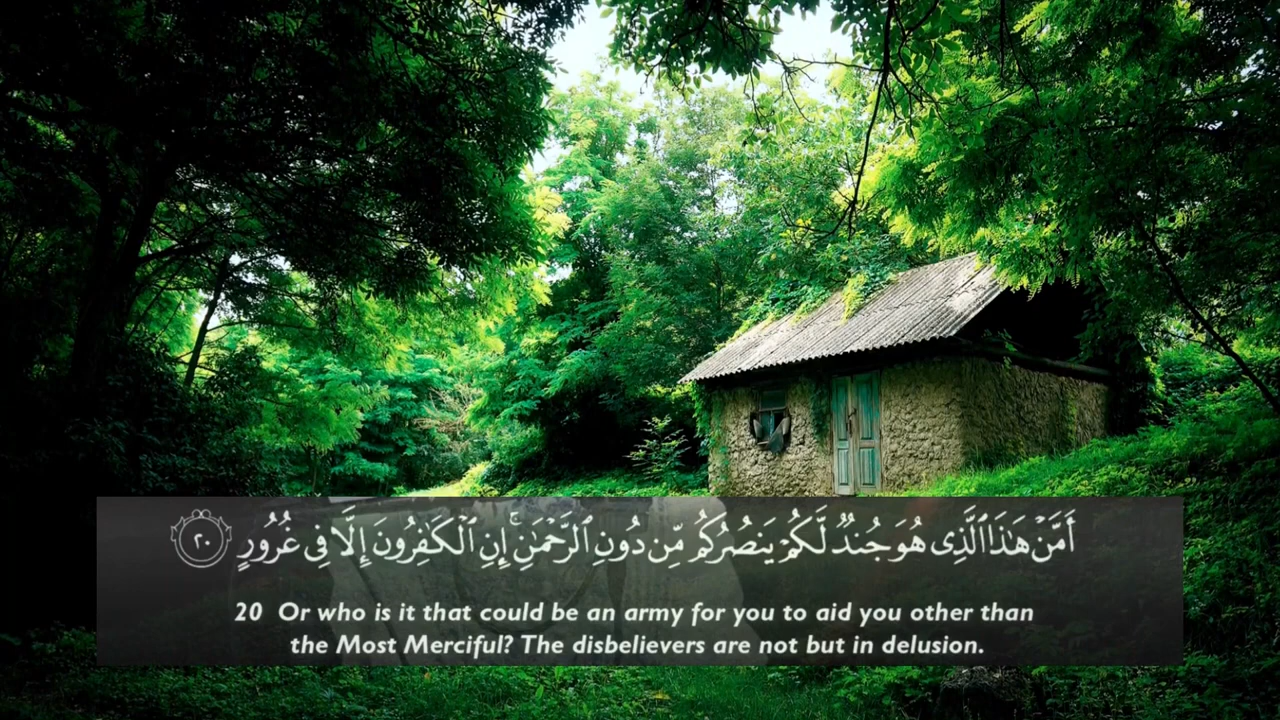 أَمَّنْ هَـٰذَا ٱلَّذِى هُوَ جُندٌ لَّكُمْ يَنصُرُكُم مِّن دُونِ ٱلرَّحْمَـٰنِ ۚ إِنِ ٱلْكَـٰفِرُونَ إِلَّا فِى غُرُورٍ ٢٠
20 Or who is it that could be an army for you to aid you other than
the Most Merciful? The disbelievers are not but in delusion.